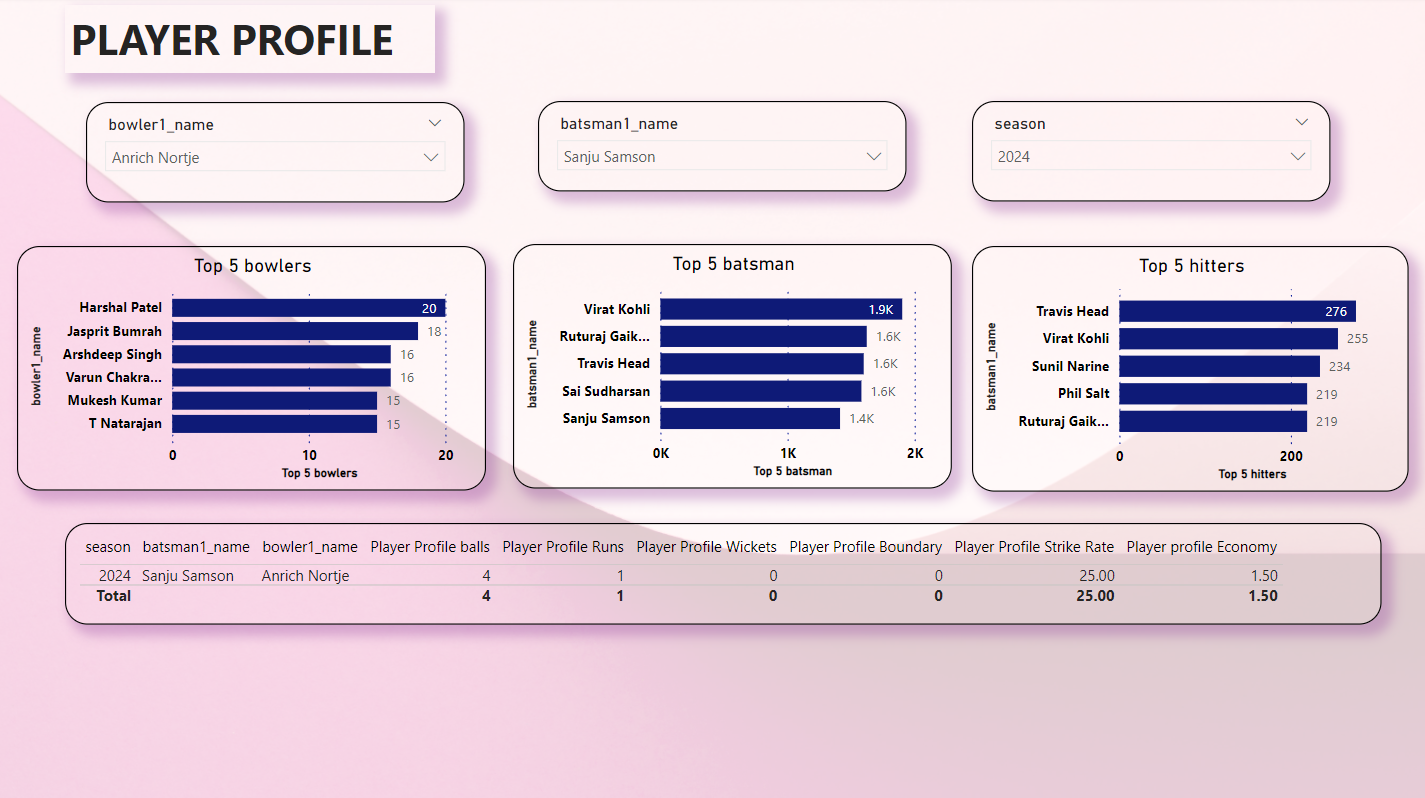 PLAYER PROFILE
bowler1_name
Anrich Nortje
batsman1_name
Sanju Samson
season
2024
Top 5 bowlers
bowler1_name
Harshal Patel 20
Jasprit Bumrah 18
Arshdeep Singh 16
Varun Chakra... 16
Mukesh Kumar 15
T Natarajan 15
0 10 20
Top 5 bowlers
Top 5 batsman
batsman1_name
Virat Kohli 1.9K
Ruturaj Gaik... 1.6K
Travis Head 1.6K
Sai Sudharsan 1.6K
Sanju Samson 1.4K
0K 1K 2K
Top 5 batsman
Top 5 hitters
batsman1_name
Travis Head 276
Virat Kohli 255
Sunil Narine 234
Phil Salt 219
Ruturaj Gaik... 219
0 200
Top 5 hitters
season batsman1_name bowler1_name Player Profile balls Player Profile Runs Player Profile Wickets Player Profile Boundary Player Profile Strike Rate Player profile Economy
2024 Sanju Samson Anrich Nortje 4 1 0 0 25.00 1.50
Total 4 1 0 0 25.00 1.50